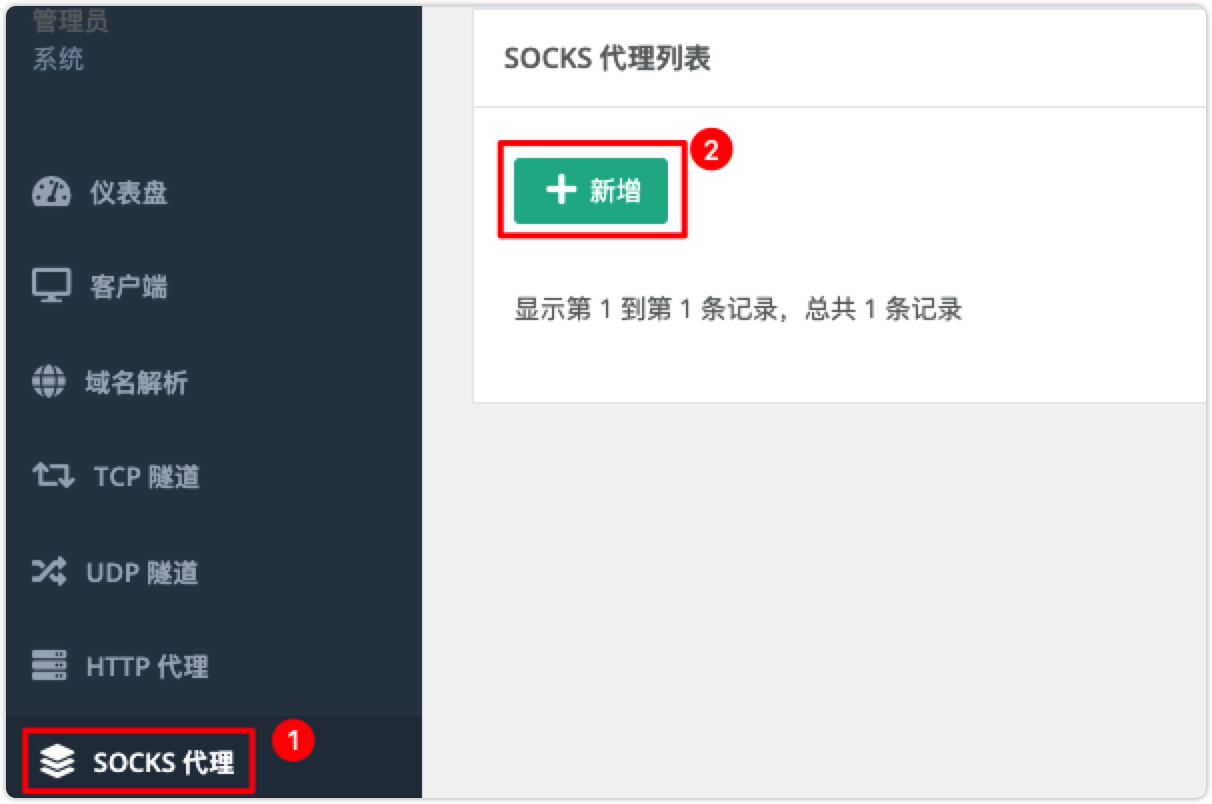 管理员
系统
仪表盘
客户端
域名解析
TCP 隧道
UDP 隧道
HTTP 代理
SOCKS 代理
1
SOCKS 代理列表
新增
2
显示第 1 到第 1 条记录，总共 1 条记录